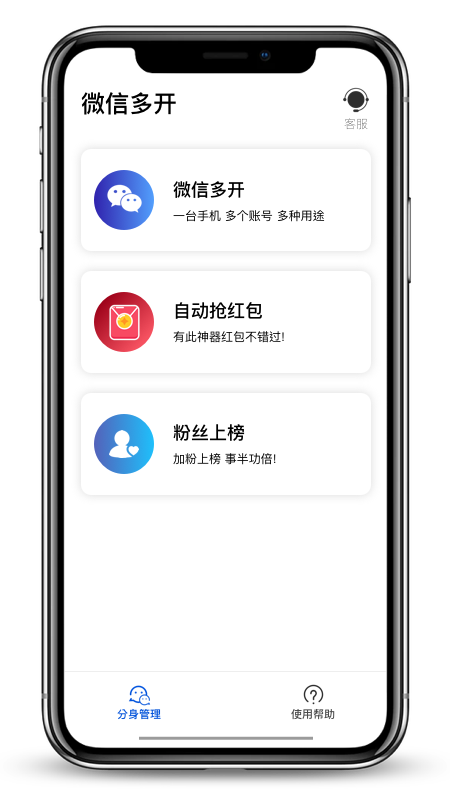 微信多开
客服
微信多开
一台手机 多个账号 多种用途
自动抢红包
有此神器红包不错过!
粉丝上榜
加粉上榜 事半功倍!
分身管理
使用帮助